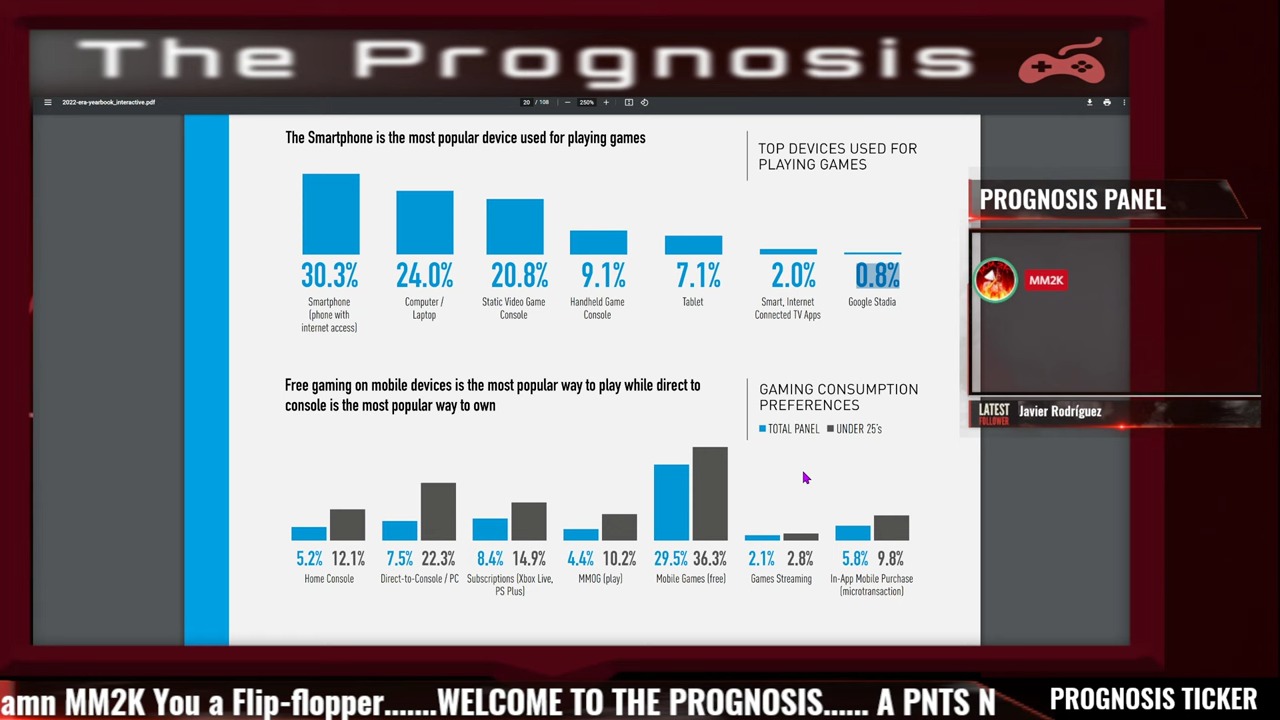 The Prognosis
2022-era-yearbook_interactive.pdf
20 / 108
250%
The Smartphone is the most popular device used for playing games
TOP DEVICES USED FOR
PLAYING GAMES
30.3% 24.0% 20.8% 9.1% 7.1% 2.0% 0.8%
Smartphone
(phone with
internet access)
Computer /
Laptop
Static Video Game
Console
Handheld Game
Console
Tablet
Smart, Internet
Connected TV Apps
Google Stadia
Free gaming on mobile devices is the most popular way to play while direct to
console is the most popular way to own
GAMING CONSUMPTION
PREFERENCES
TOTAL PANEL UNDER 25's
5.2% 12.1% 7.5% 22.3% 8.4% 14.9% 4.4% 10.2% 29.5% 36.3% 2.1% 2.8% 5.8% 9.8%
Home Console
Direct-to-Console / PC
Subscriptions (Xbox Live,
PS Plus)
MMOG (play)
Mobile Games (free)
Games Streaming
In-App Mobile Purchase
(microtransaction)
PROGNOSIS PANEL
MM2K
LATEST
FOLLOWER
Javier Rodríguez
amn MM2K You a Flip-flopper.......WELCOME TO THE PROGNOSIS...... A PNTS N
PROGNOSIS TICKER